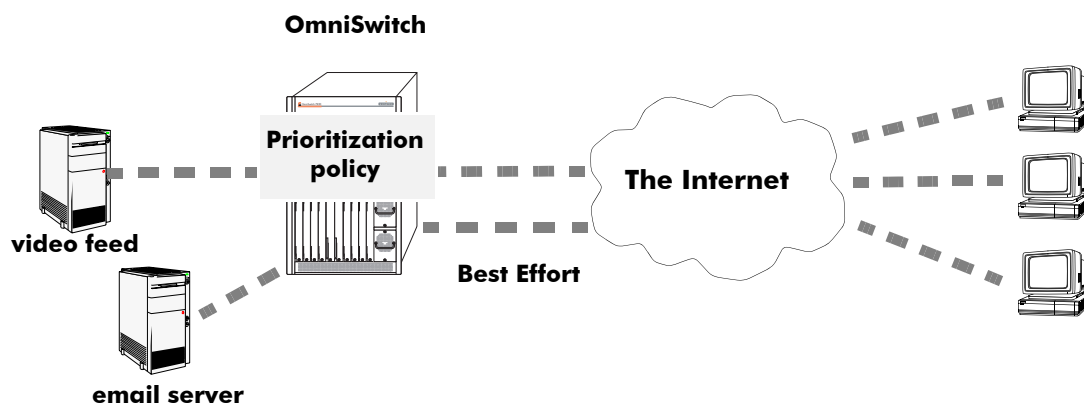 OmniSwitch
Prioritization
policy
The Internet
video feed
Best Effort
email server